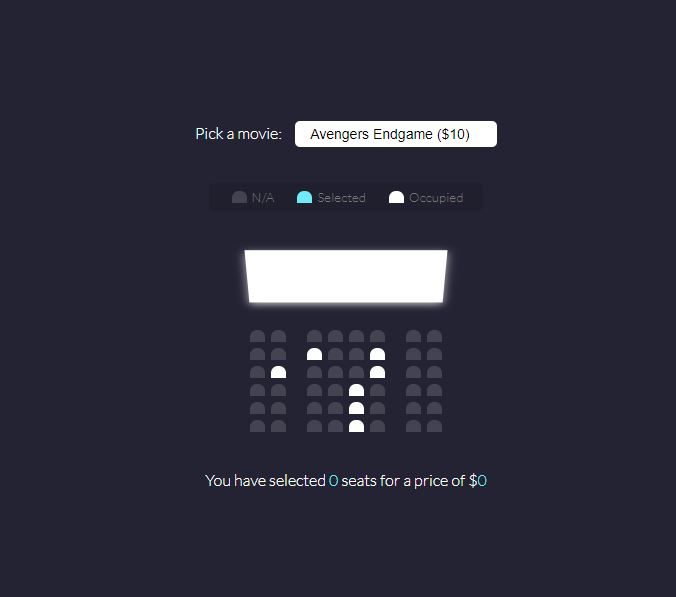 Pick a movie: Avengers Endgame ($10)
N/A Selected Occupied
You have selected 0 seats for a price of $0